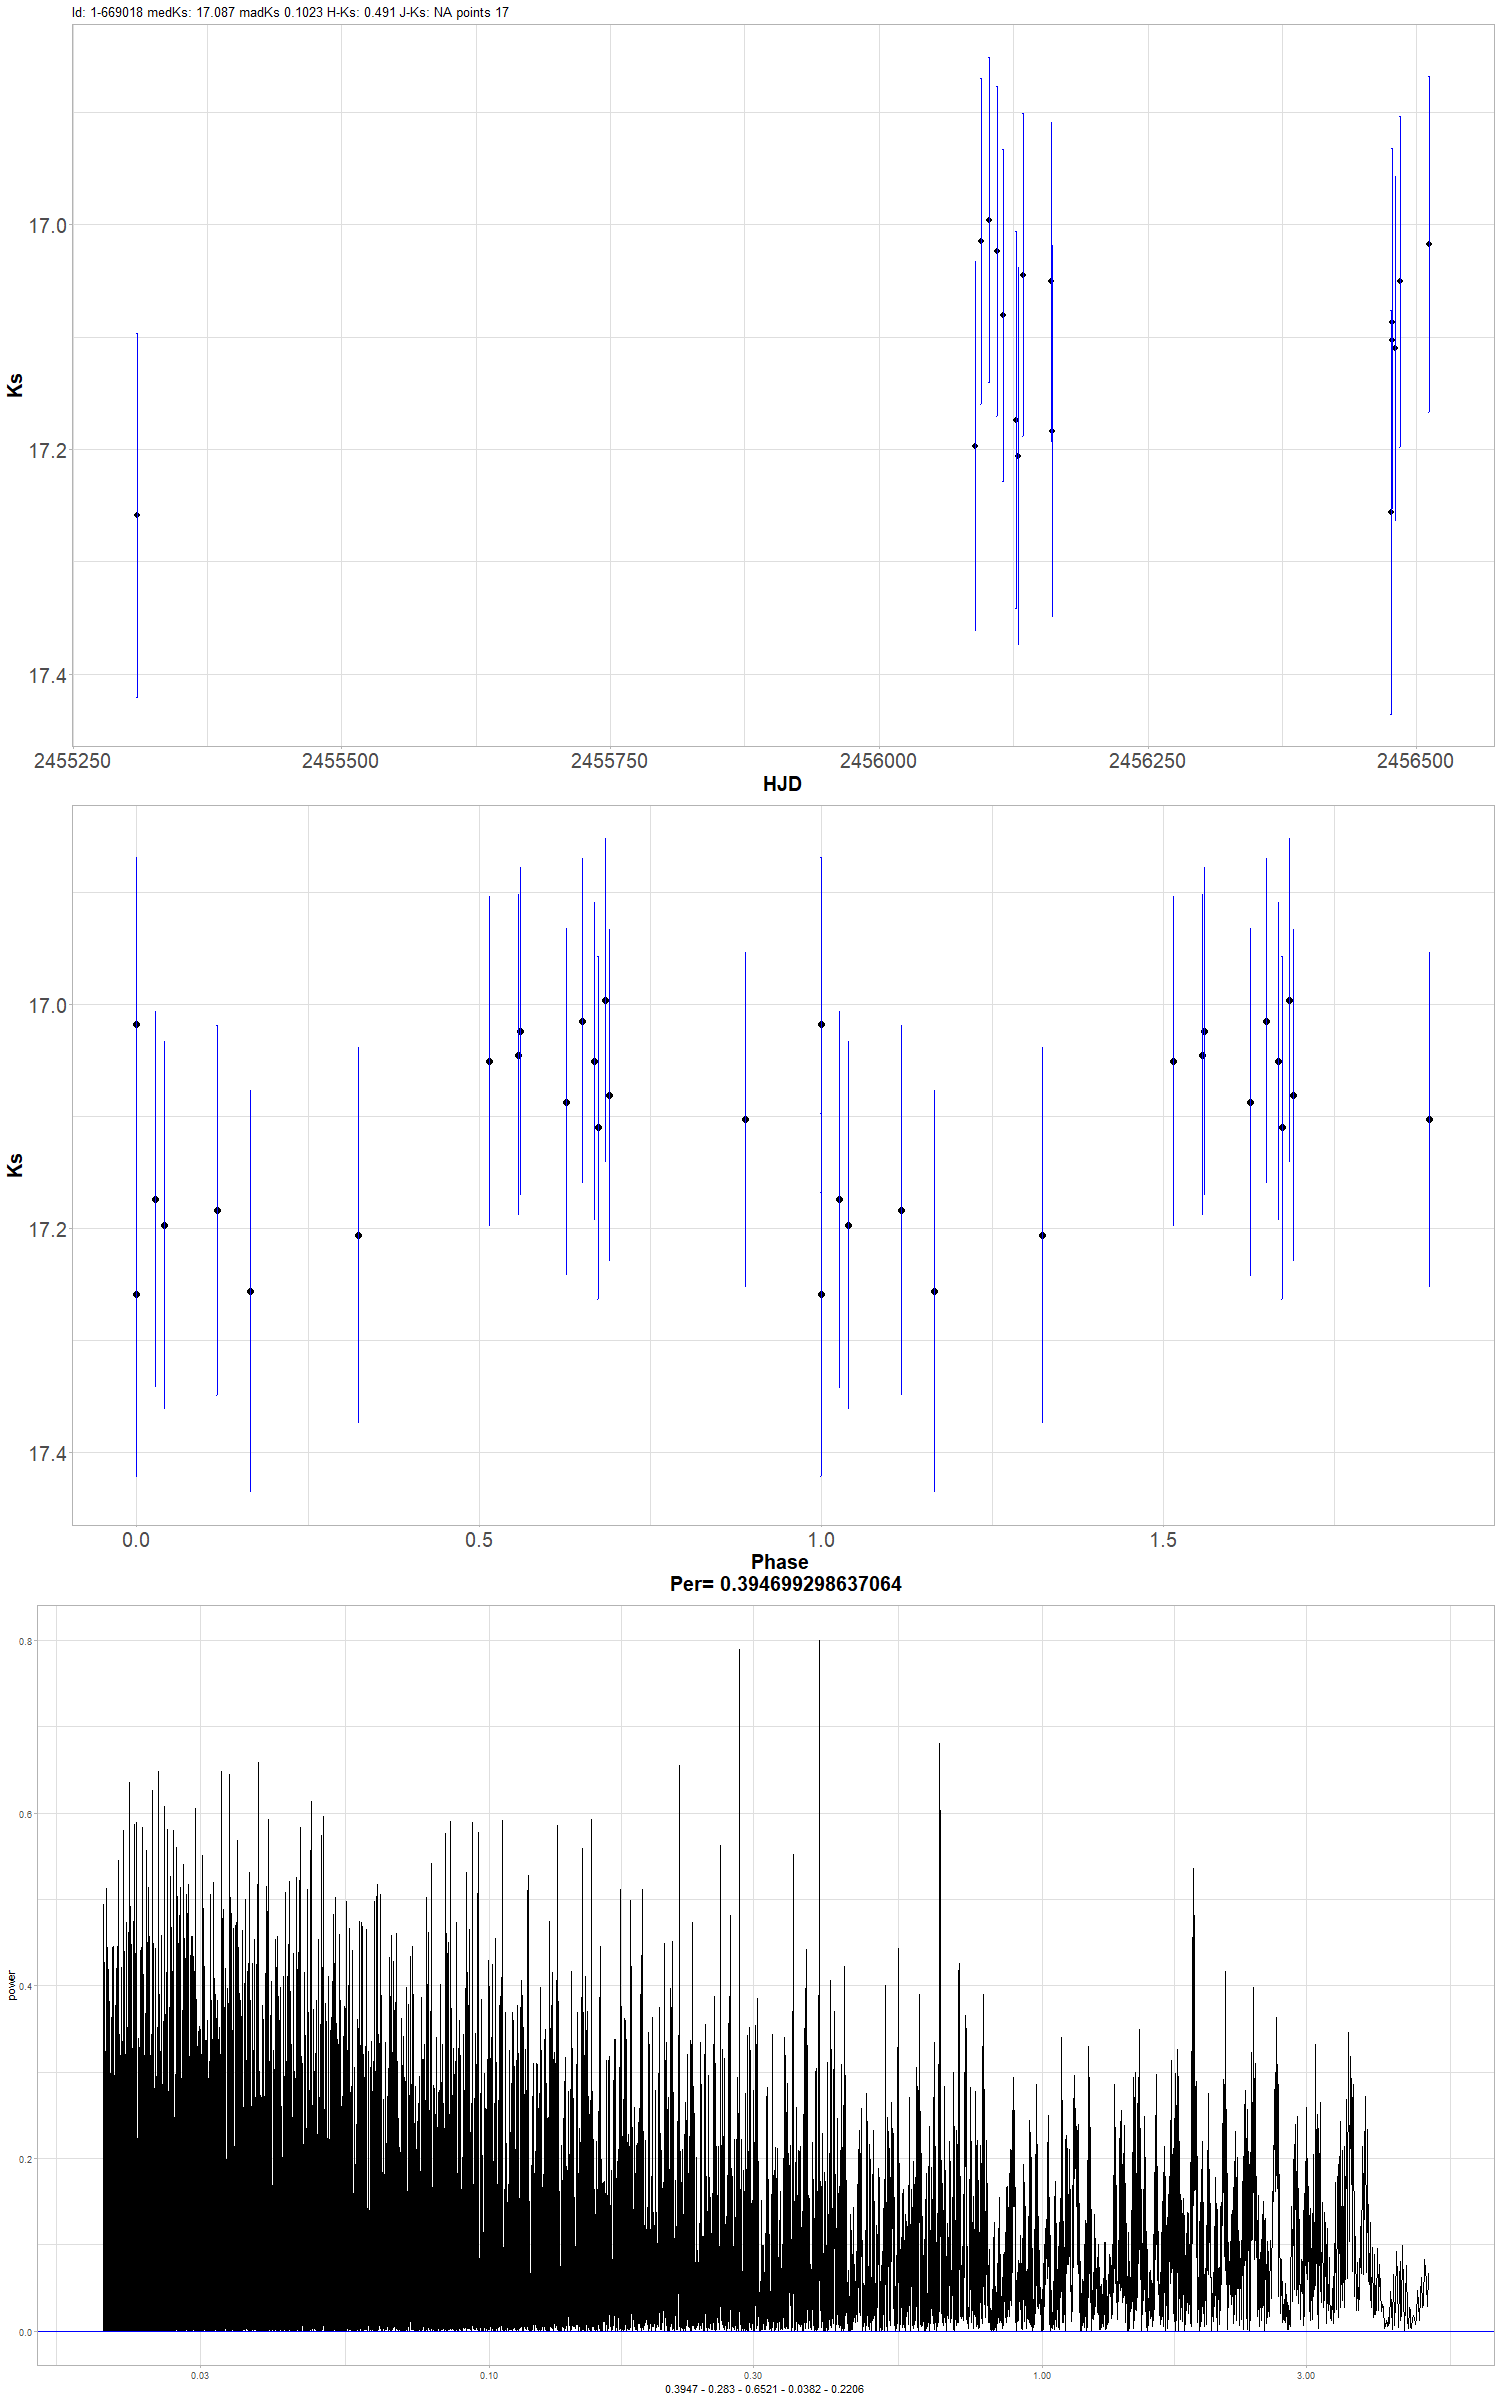 Id: 1-669018 medKs: 17.087 madKs 0.1023 H-Ks: 0.491 J-Ks: NA points 17
17.0
17.2
17.4
Ks
2455250 2455500 2455750 2456000 2456250 2456500
HJD
17.0
17.2
17.4
Ks
0.0 0.5 1.0 1.5
Phase
Per= 0.394699298637064
0.8
0.6
0.4
0.2
0.0
power
0.03 0.10 0.30 1.00 3.00
0.3947 - 0.283 - 0.6521 - 0.0382 - 0.2206